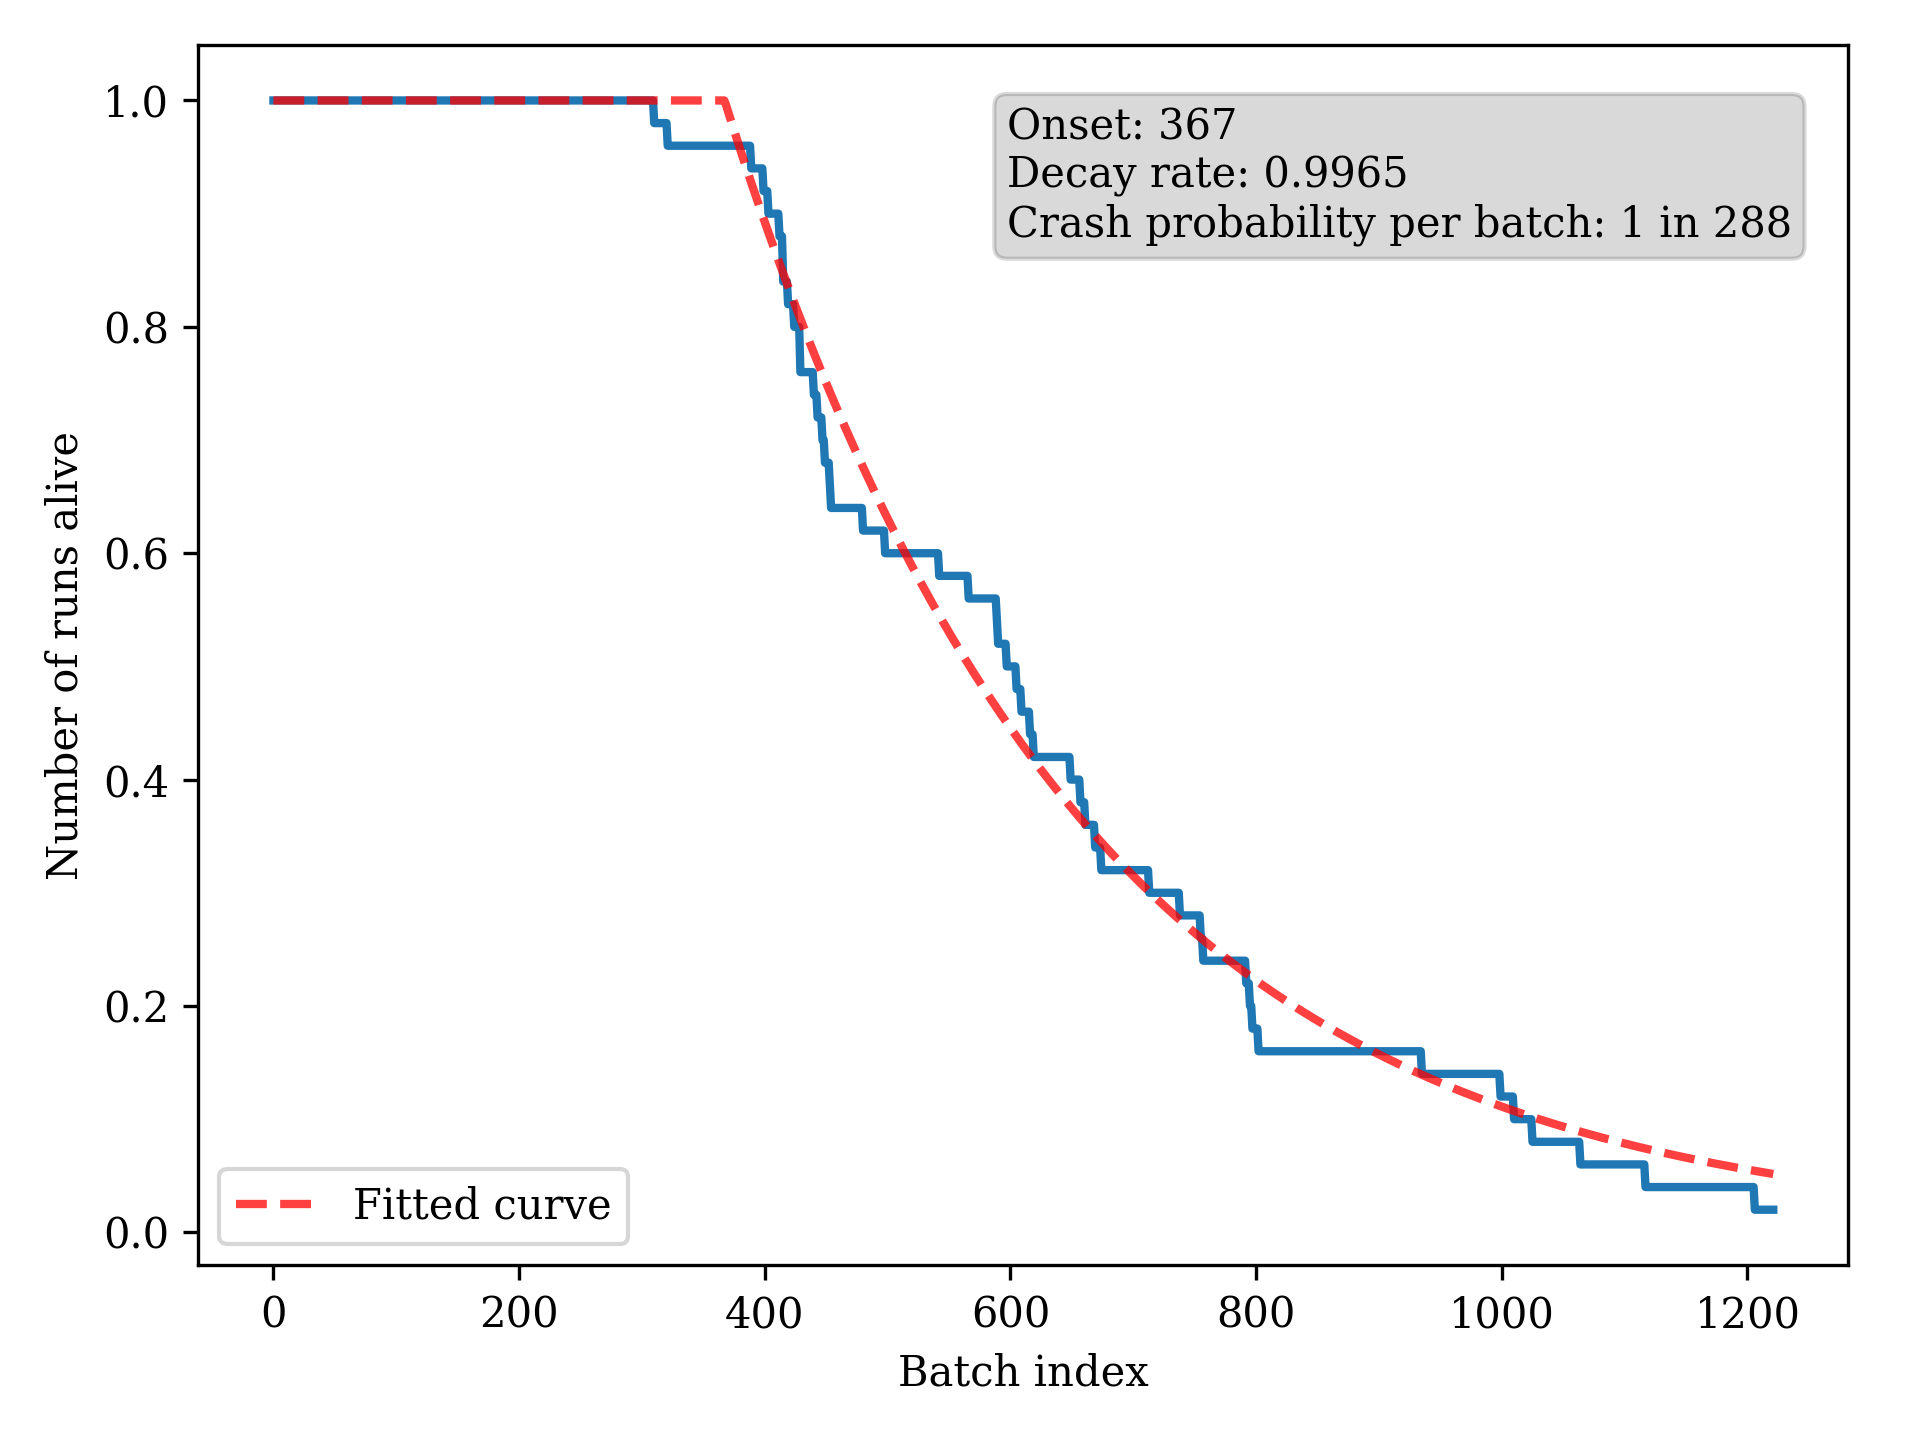 Number of runs alive
1.0
0.8
0.6
0.4
0.2
0.0
Onset: 367
Decay rate: 0.9965
Crash probability per batch: 1 in 288
Fitted curve
0 200 400 600 800 1000 1200
Batch index